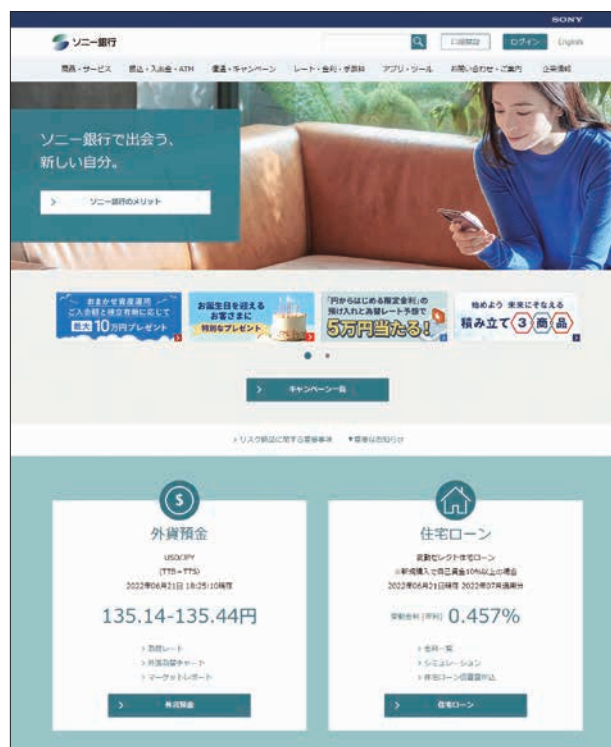 SONY
ソニー銀行
口座開設
ログイン
English
商品・サービス
振込・入出金・ATM
優遇・キャンペーン
レート・金利・手数料
アプリ・ツール
お問い合わせ・ご案内
企業情報
ソニー銀行で出会う、
新しい自分。
ソニー銀行のメリット
おまかせ資産運用
ご入金額と積立有無に応じて
最大10万円プレゼント
お誕生日を迎える
お客さまに
特別なプレゼント
「円からはじめる限定金利」の
預け入れと為替レート予想で
5万円当たる!
始めよう 未来にそなえる
積み立て3商品
キャンペーン一覧
リスク商品に関する重要事項
▼重要なお知らせ
外貨預金
USD/JPY
(TTB-TTS)
2022年06月21日 18:25:10時点
135.14-135.44円
為替レート
外国為替チャート
マーケットレポート
外貨預金
住宅ローン
変動セレクト住宅ローン
※新規購入で自己資金10%以上の場合
2022年06月21日時点 2022年07月適用分
変動金利(年利) 0.457%
金利一覧
シミュレーション
住宅ローン仮審査申込
住宅ローン